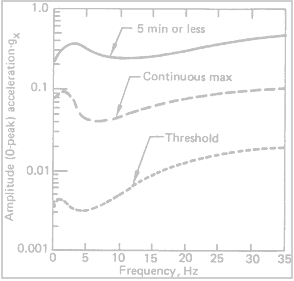 1.0
5 min or less
0.1
Continuous max
Threshold
0.01
0.001
0 5 10 15 20 25 30 35
Frequency, Hz
Amplitude (0-peak) acceleration-gx